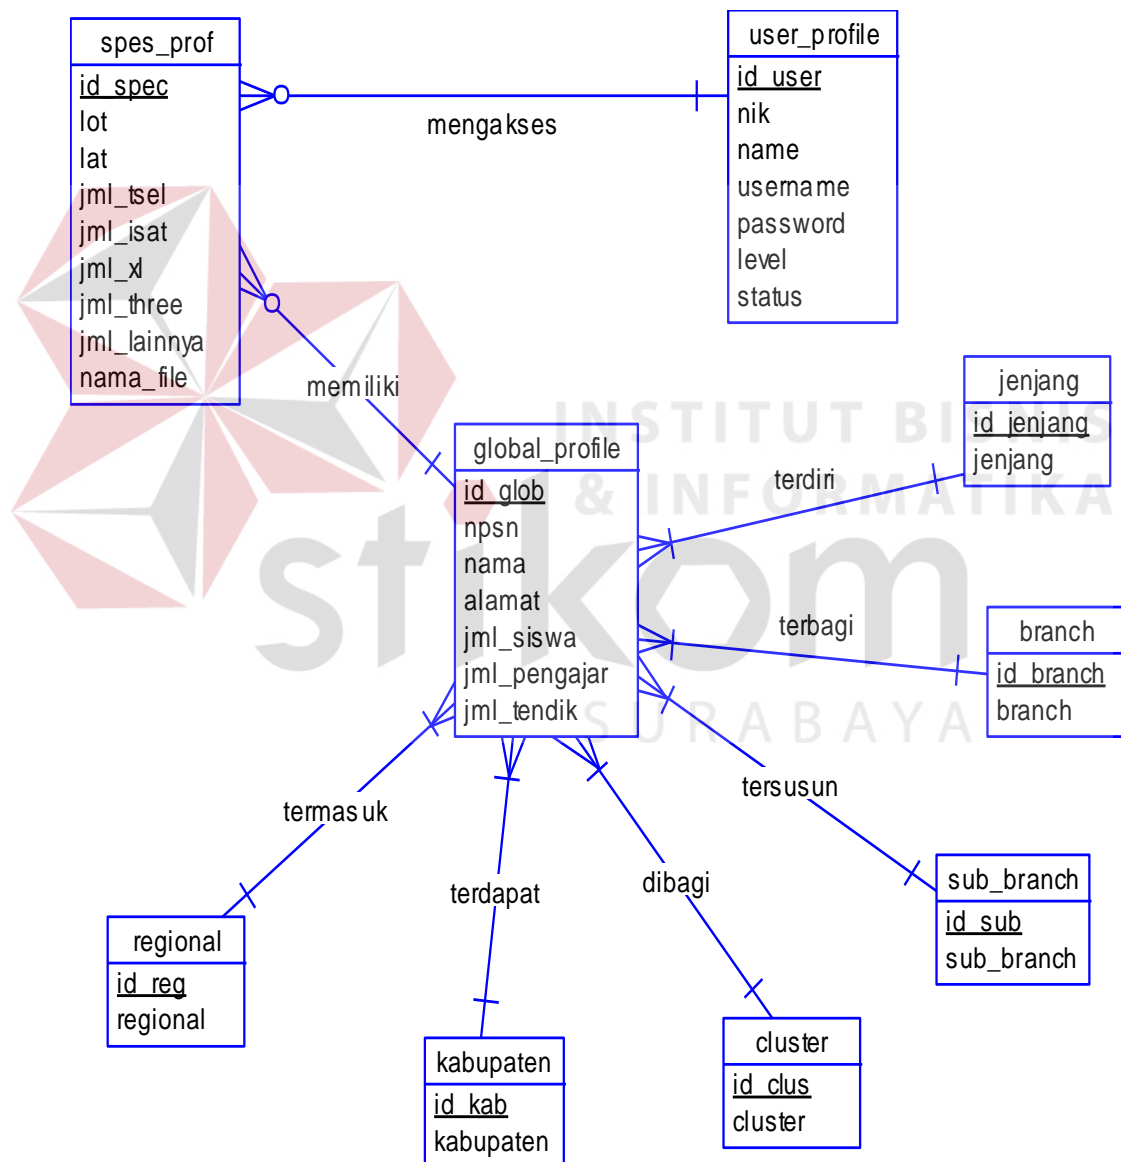 spes_prof
id_spec
lot
lat
jml_tsel
jml_isat
jml_xl
jml_three
jml_lainnya
nama_file
mengakses
user_profile
id_user
nik
name
username
password
level
status
memiliki
global_profile
id_glob
npsn
nama
alamat
jml_siswa
jml_pengajar
jml_tendik
terdiri
jenjang
id_jenjang
jenjang
terbagi
branch
id_branch
branch
tersusun
sub_branch
id_sub
sub_branch
dibagi
cluster
id_clus
cluster
terdapat
kabupaten
id_kab
kabupaten
termasuk
regional
id_reg
regional
INSTITUT BISNIS
& INFORMATIKA
stikom
SURABAYA